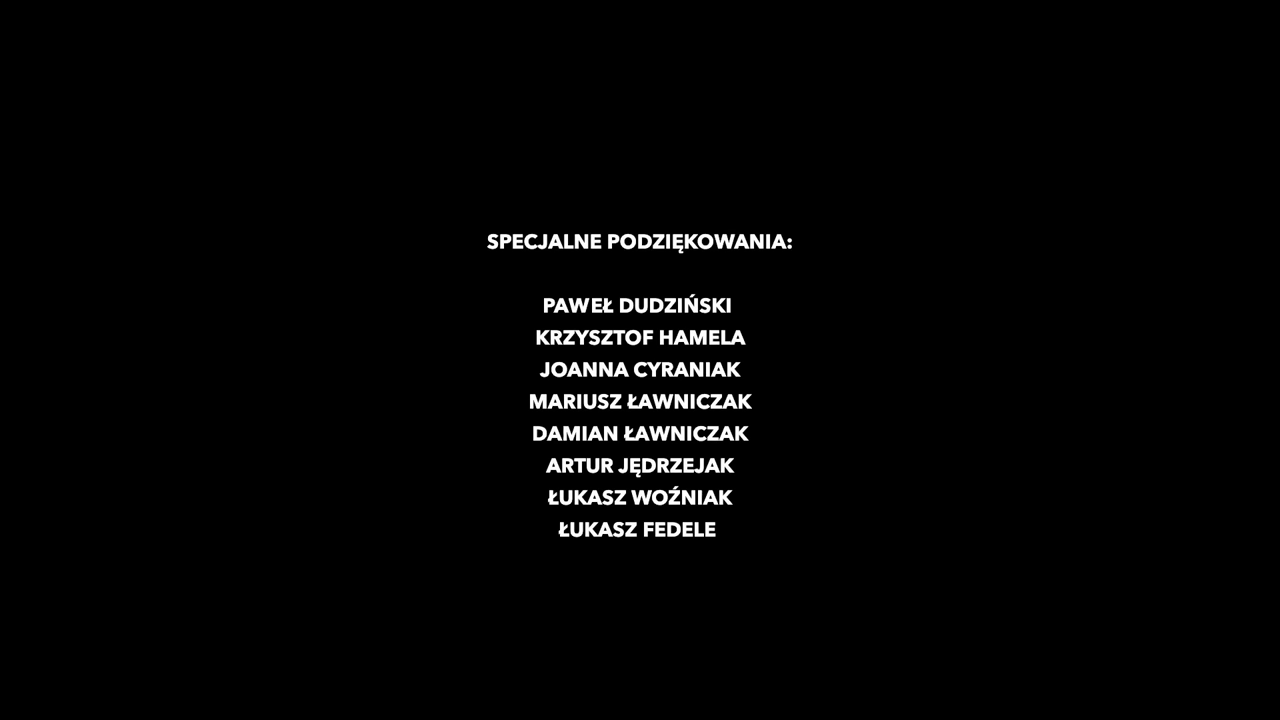 SPECJALNE PODZIĘKOWANIA:
PAWEŁ DUDZIŃSKI
KRZYSZTOF HAMELA
JOANNA CYRANIAK
MARIUSZ ŁAWNICZAK
DAMIAN ŁAWNICZAK
ARTUR JĘDRZEJAK
ŁUKASZ WOŹNIAK
ŁUKASZ FEDELE